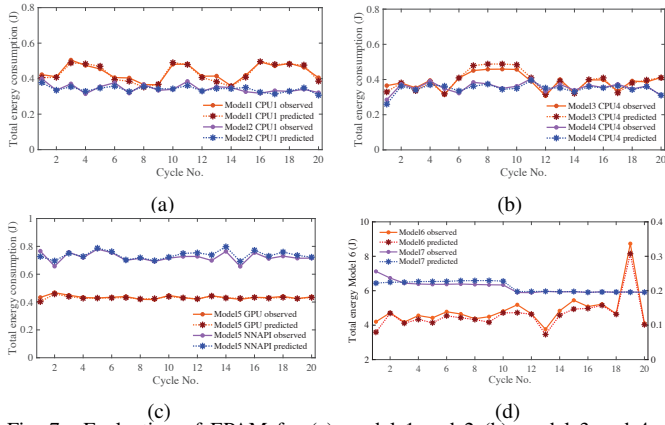 Total energy consumption (J)
0.8
0.6
0.4
0.2
0
Model1 CPU1 observed
Model1 CPU1 predicted
Model2 CPU1 observed
Model2 CPU1 predicted
2 4 6 8 10 12 14 16 18 20
Cycle No.
(a)
Total energy consumption (J)
0.8
0.6
0.4
0.2
0
Model3 CPU4 observed
Model3 CPU4 predicted
Model4 CPU4 observed
Model4 CPU4 predicted
2 4 6 8 10 12 14 16 18 20
Cycle No.
(b)
Total energy consumption (J)
1
0.8
0.6
0.4
0.2
0
Model5 GPU observed
Model5 GPU predicted
Model5 NNAPI observed
Model5 NNAPI predicted
2 4 6 8 10 12 14 16 18 20
Cycle No.
(c)
Total energy Model 6 (J)
10
8
6
4
2
Model6 observed
Model6 predicted
Model7 observed
Model7 predicted
0.4
0.3
0.2
0.1
0
2 4 6 8 10 12 14 16 18 20
Cycle No.
(d)